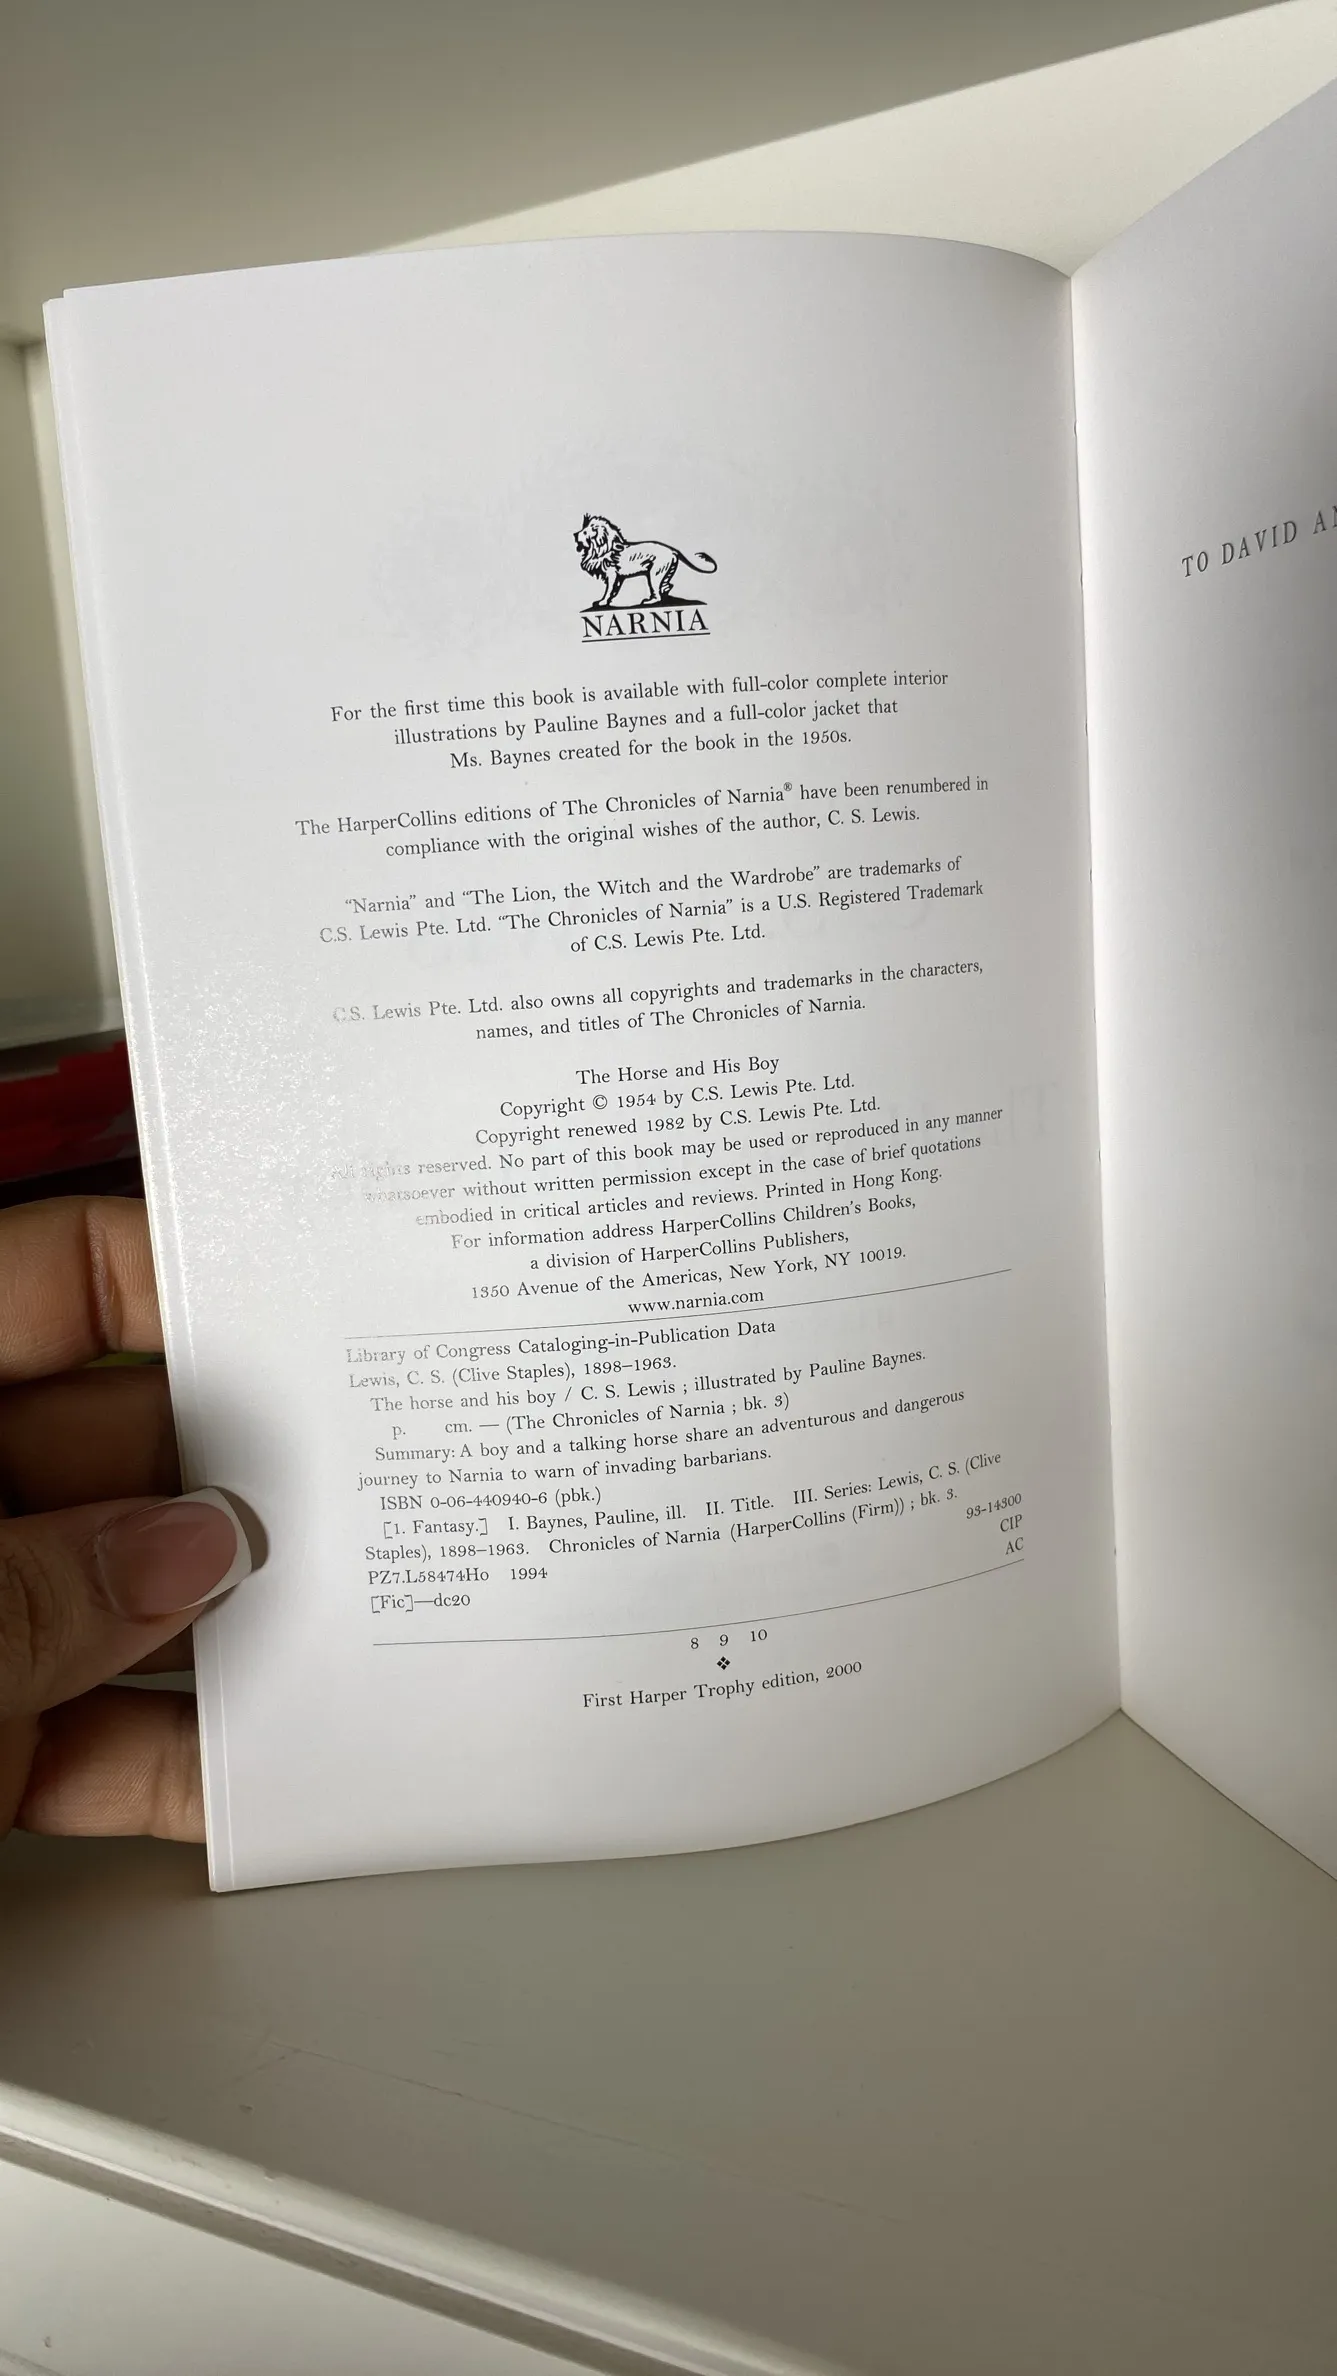 NARNIA
For the first time this book is available with full-color complete interior
illustrations by Pauline Baynes and a full-color jacket that
Ms. Baynes created for the book in the 1950s.
The HarperCollins editions of The Chronicles of Narnia® have been renumbered in
compliance with the original wishes of the author, C. S. Lewis.
“Narnia” and “The Lion, the Witch and the Wardrobe” are trademarks of
C.S. Lewis Pte. Ltd. “The Chronicles of Narnia” is a U.S. Registered Trademark
of C.S. Lewis Pte. Ltd.
C.S. Lewis Pte. Ltd. also owns all copyrights and trademarks in the characters,
names, and titles of The Chronicles of Narnia.
The Horse and His Boy
Copyright © 1954 by C.S. Lewis Pte. Ltd.
Copyright renewed 1982 by C.S. Lewis Pte. Ltd.
All rights reserved. No part of this book may be used or reproduced in any manner
whatsoever without written permission except in the case of brief quotations
embodied in critical articles and reviews. Printed in Hong Kong.
For information address HarperCollins Children’s Books,
a division of HarperCollins Publishers,
1350 Avenue of the Americas, New York, NY 10019.
www.narnia.com
Library of Congress Cataloging-in-Publication Data
Lewis, C. S. (Clive Staples), 1898–1963.
The horse and his boy / C. S. Lewis ; illustrated by Pauline Baynes.
p. cm. — (The Chronicles of Narnia ; bk. 3)
Summary: A boy and a talking horse share an adventurous and dangerous
journey to Narnia to warn of invading barbarians.
ISBN 0-06-440940-6 (pbk.)
[1. Fantasy.] I. Baynes, Pauline, ill. II. Title. III. Series: Lewis, C. S. (Clive
Staples), 1898–1963. Chronicles of Narnia (HarperCollins (Firm)) ; bk. 3.
PZ7.L58474Ho 1994 93-14300
[Fic]—dc20 CIP
AC
8 9 10
First Harper Trophy edition, 2000
TO DAVID